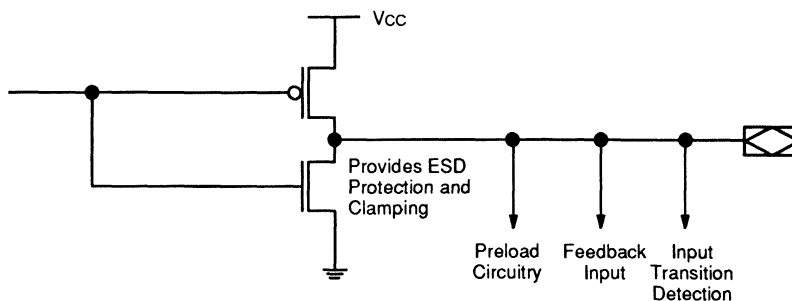 VCC
Provides ESD
Protection and
Clamping
Preload
Circuitry
Feedback
Input
Input
Transition
Detection